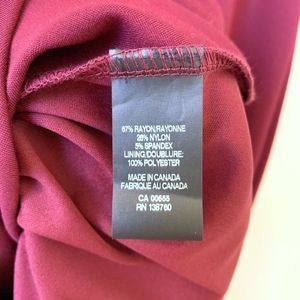 67% RAYON/RAYONNE
28% NYLON
5% SPANDEX
LINING/DOUBLURE:
100% POLYESTER
MADE IN CANADA
FABRIQUE AU CANADA
CA 00655
RN 138760